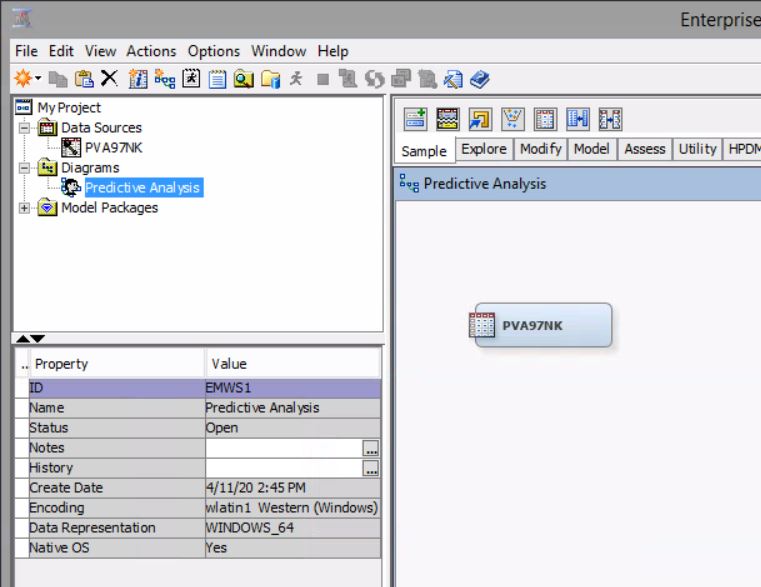 Enterprise
File Edit View Actions Options Window Help
My Project
Data Sources
PVA97NK
Diagrams
Predictive Analysis
Model Packages
.. Property Value
ID EMWS1
Name Predictive Analysis
Status Open
Notes ...
History ...
Create Date 4/11/20 2:45 PM
Encoding wlatin1 Western (Windows)
Data Representation WINDOWS_64
Native OS Yes
Sample Explore Modify Model Assess Utility HPDM
Predictive Analysis
PVA97NK